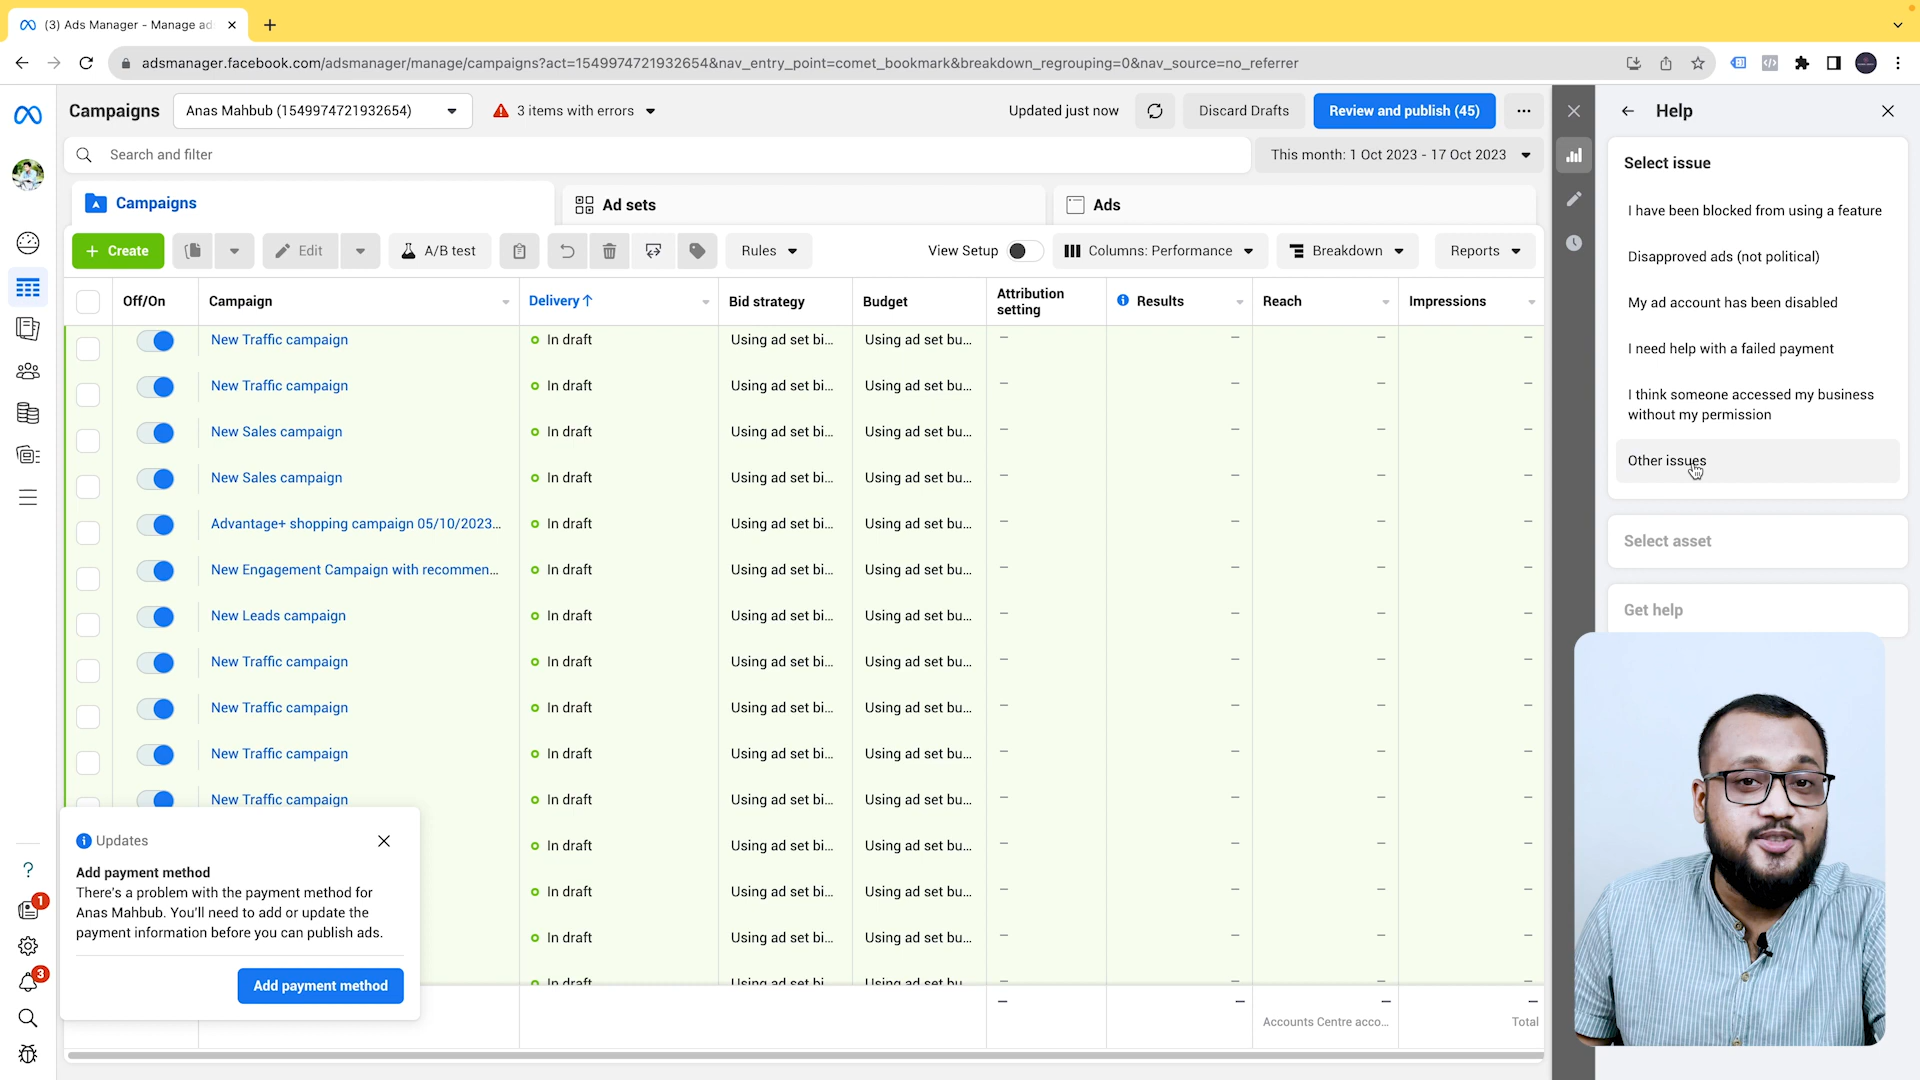 (3) Ads Manager - Manage ad
adsmanager.facebook.com/adsmanager/manage/campaigns?act=1549974721932654&nav_entry_point=comet_bookmark&breakdown_regrouping=0&nav_source=no_referrer
Campaigns
Anas Mahbub (1549974721932654)
3 items with errors
Updated just now
Discard Drafts
Review and publish (45)
Help
Search and filter
This month: 1 Oct 2023 - 17 Oct 2023
Select issue
Campaigns
Ad sets
Ads
I have been blocked from using a feature
+ Create
Edit
A/B test
Rules
View Setup
Columns: Performance
Breakdown
Reports
Disapproved ads (not political)
Off/On
Campaign
Delivery↑
Bid strategy
Budget
Attribution
setting
Results
Reach
Impressions
My ad account has been disabled
New Traffic campaign
In draft
Using ad set bi...
Using ad set bu...
–
–
–
–
I need help with a failed payment
New Traffic campaign
In draft
Using ad set bi...
Using ad set bu...
–
–
–
–
I think someone accessed my business
without my permission
New Sales campaign
In draft
Using ad set bi...
Using ad set bu...
–
–
–
–
Other issues
New Sales campaign
In draft
Using ad set bi...
Using ad set bu...
–
–
–
–
Advantage+ shopping campaign 05/10/2023...
In draft
Using ad set bi...
Using ad set bu...
–
–
–
–
Select asset
New Engagement Campaign with recommen...
In draft
Using ad set bi...
Using ad set bu...
–
–
–
–
New Leads campaign
In draft
Using ad set bi...
Using ad set bu...
–
–
–
–
Get help
New Traffic campaign
In draft
Using ad set bi...
Using ad set bu...
–
–
–
–
New Traffic campaign
In draft
Using ad set bi...
Using ad set bu...
–
–
–
–
New Traffic campaign
In draft
Using ad set bi...
Using ad set bu...
–
–
–
–
New Traffic campaign
In draft
Using ad set bi...
Using ad set bu...
–
–
–
–
In draft
Using ad set bi...
Using ad set bu...
–
–
–
–
In draft
Using ad set bi...
Using ad set bu...
–
–
–
–
In draft
Using ad set bi...
Using ad set bu...
–
–
–
–
In draft
Using ad set bi...
Using ad set bu...
–
–
–
–
Updates
Add payment method
There's a problem with the payment method for
Anas Mahbub. You'll need to add or update the
payment information before you can publish ads.
Add payment method
?
1
3
–
–
–
–
Accounts Centre acco...
Total